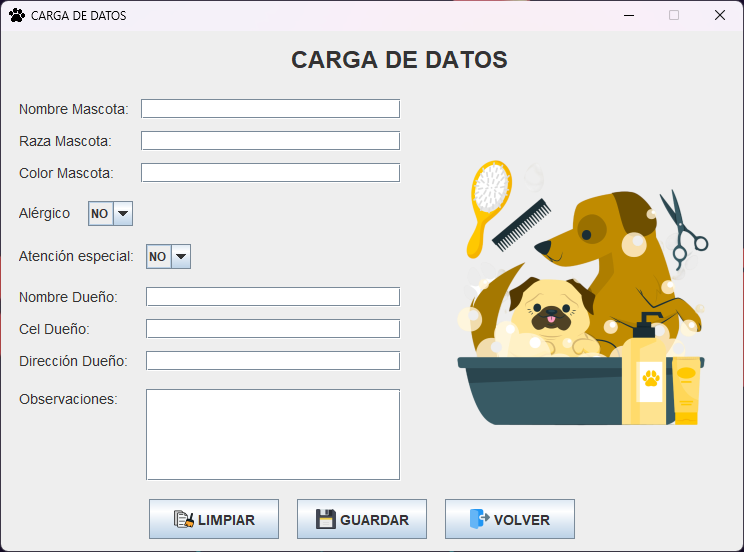 CARGA DE DATOS
CARGA DE DATOS
Nombre Mascota:
Raza Mascota:
Color Mascota:
Alérgico NO
Atención especial: NO
Nombre Dueño:
Cel Dueño:
Dirección Dueño:
Observaciones:
LIMPIAR GUARDAR VOLVER